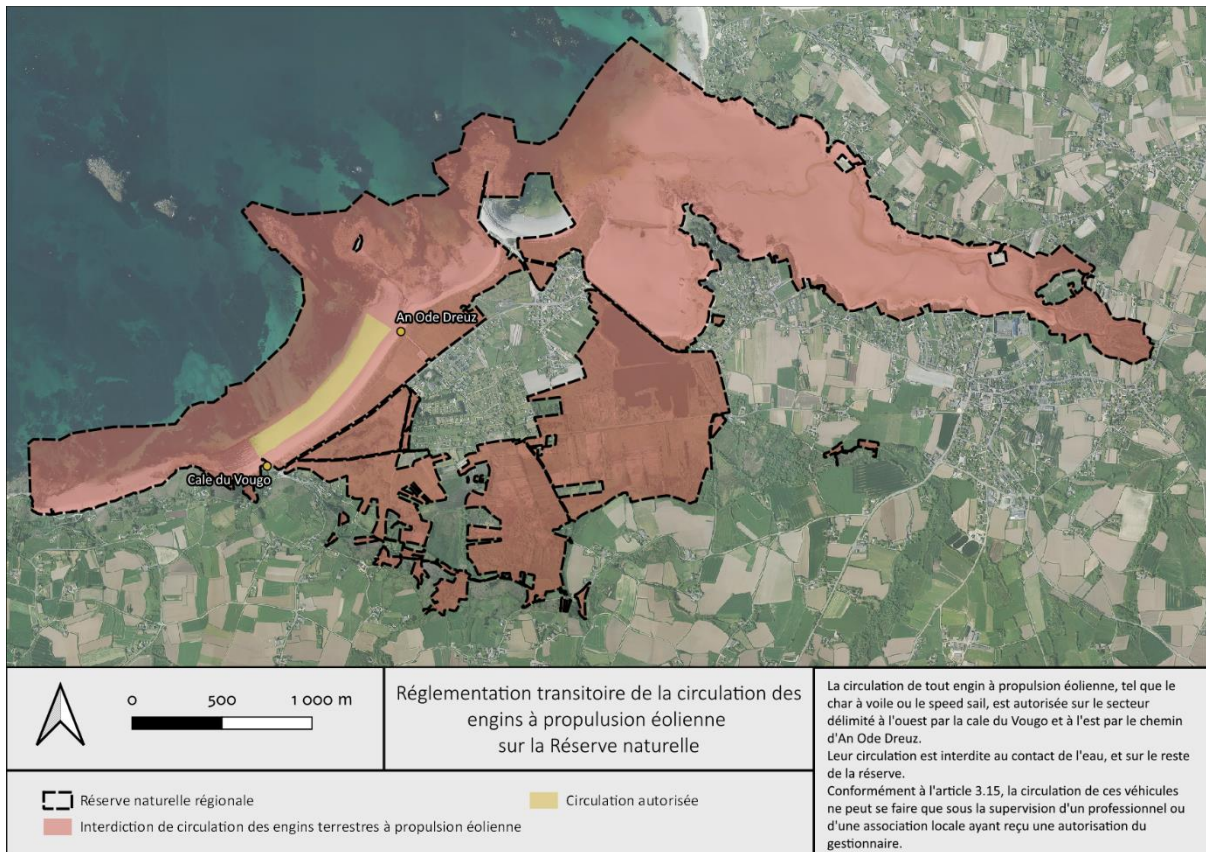 An Ode Dreuz
Cale du Vougo
0 500 1 000 m
Réglementation transitoire de la circulation des
engins à propulusion éolienne
sur la Réserve naturelle
La circulation de tout engin à propulsion éolienne, tel que le
char à voile ou le speed sail, est autorisée sur le secteur
délimité à l'ouest par la cale du Vougo et à l'est par le chemin
d'An Ode Dreuz.
Leur circulation est interdite au contact de l'eau, et sur le reste
de la réserve.
Conformément à l'article 3.15, la circulation de ces véhicules
ne peut se faire que sous la supervision d'un professionnel ou
d'une association locale ayant reçu une autorisation du
gestionnaire.
Réserve naturelle régionale
Circulation autorisée
Interdiction de circulation des engins terrestres à propulsion éolienne